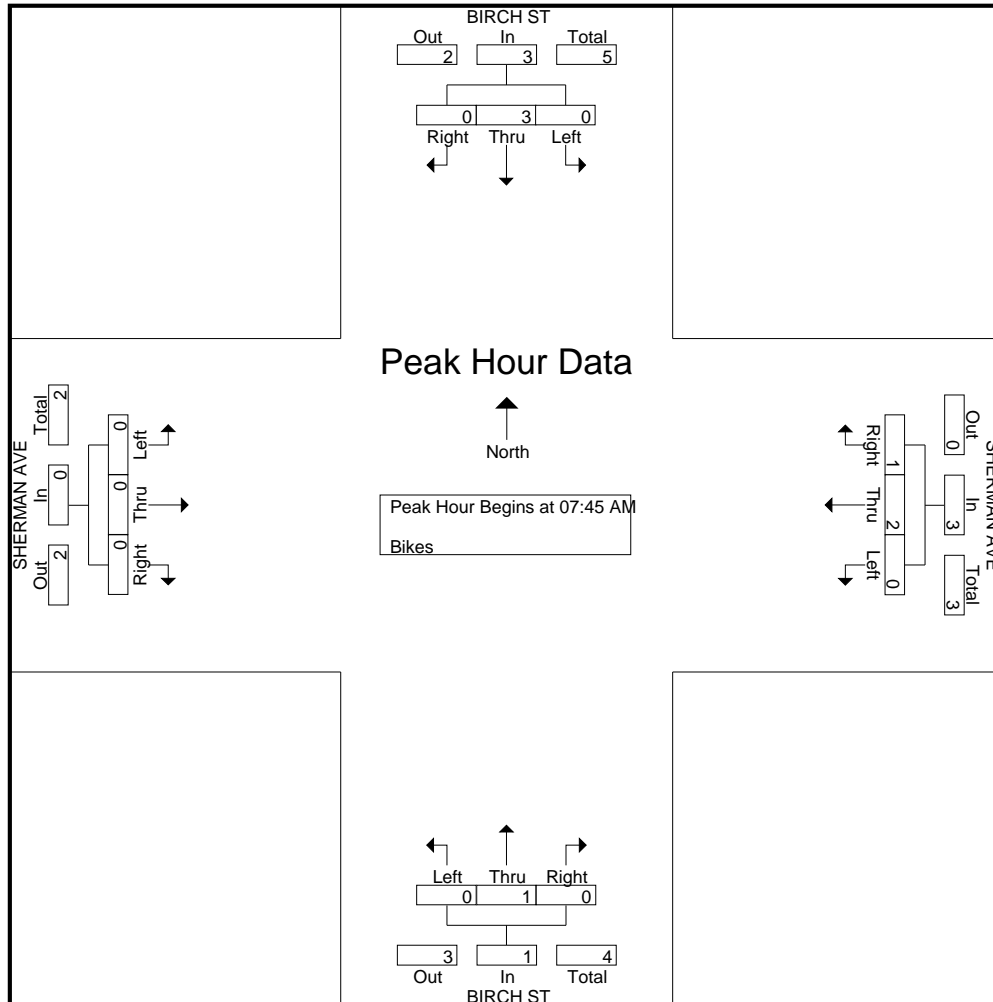 BIRCH ST
Out In Total
2 3 5
0 3 0
Right Thru Left
Peak Hour Data
North
Peak Hour Begins at 07:45 AM
Bikes
SHERMAN AVE
Out In Total
2 0 2
0 0 0
Right Thru Left
SHERMAN AVE
Out In Total
0 3 3
1 2 0
Right Thru Left
Left Thru Right
0 1 0
3 1 4
Out In Total
BIRCH ST